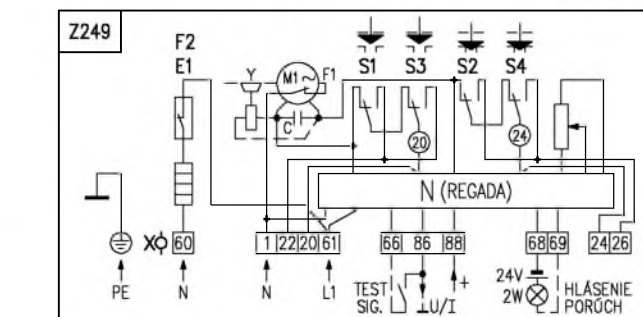 Z249
F2
E1
Y
M1
F1
C
S1 S3 S2 S4
20
24
N (REGADA)
X 60 1 22 20 61 66 86 88 68 69 24 26
PE N N L1
TEST
SIG.
U/I
+
24V
2W
HLÁSENIE
PORÚCH